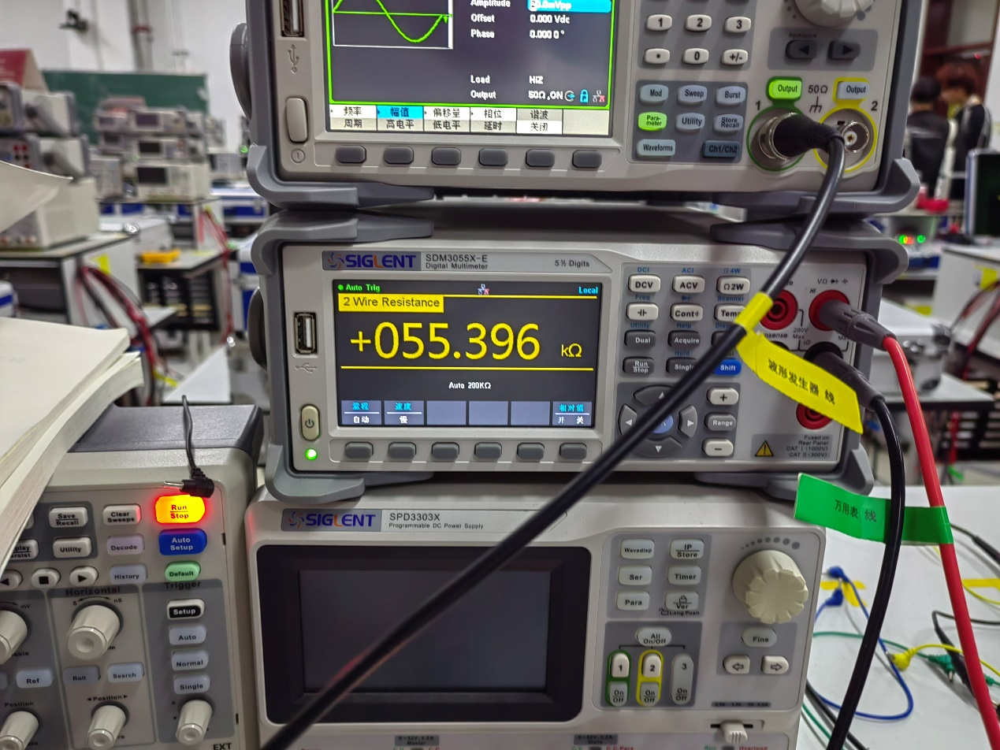 Amplitude
Offset 0.000 Vdc
Phase 0.000 0 °
Load HiZ
Output 50Ω ,ON
频率 幅值 偏移量 相位 谐波
周期 高电平 低电平 延时 关闭
1 2 3
. 0 +/-
Mod Sweep Burst
Para-meter Utility Store Recall
Waveforms Ch1/Ch2
Output 50Ω Output
1 2
SIGLENT SDM3055X-E
Digital Multimeter
5 ½ Digits
Auto Trig Local
2 Wire Resistance
+055.396 kΩ
Auto 200KΩ
量程 速度 相对值
自动 慢 开 关
DCI ACI Ω4W
DCV ACV Ω2W
Freq Scanner
Cont Temp
Utility Help
Dual Acquire
Hold
Run Stop Single Shift
+
Range
−
VΩ
HI
200V
Max
Fused on
Rear Panel
CAT I (1000V)
CAT II (300V)
波形发生器 线
万用表 线
SIGLENT SPD3303X
Programmable DC Power Supply
Wavedisp IP Store
Ser Timer
Para Ver
Long Push
All On/Off
1 2 3
On Off On Off On Off
Fine
Save Recall Clear Sweeps Run Stop
Utility Decode Auto Setup
History Default
Horizontal Trigger
S nS
mV
Setup
Auto
Normal
Single
Ref Roll Search
Position Position
EXT
Overload